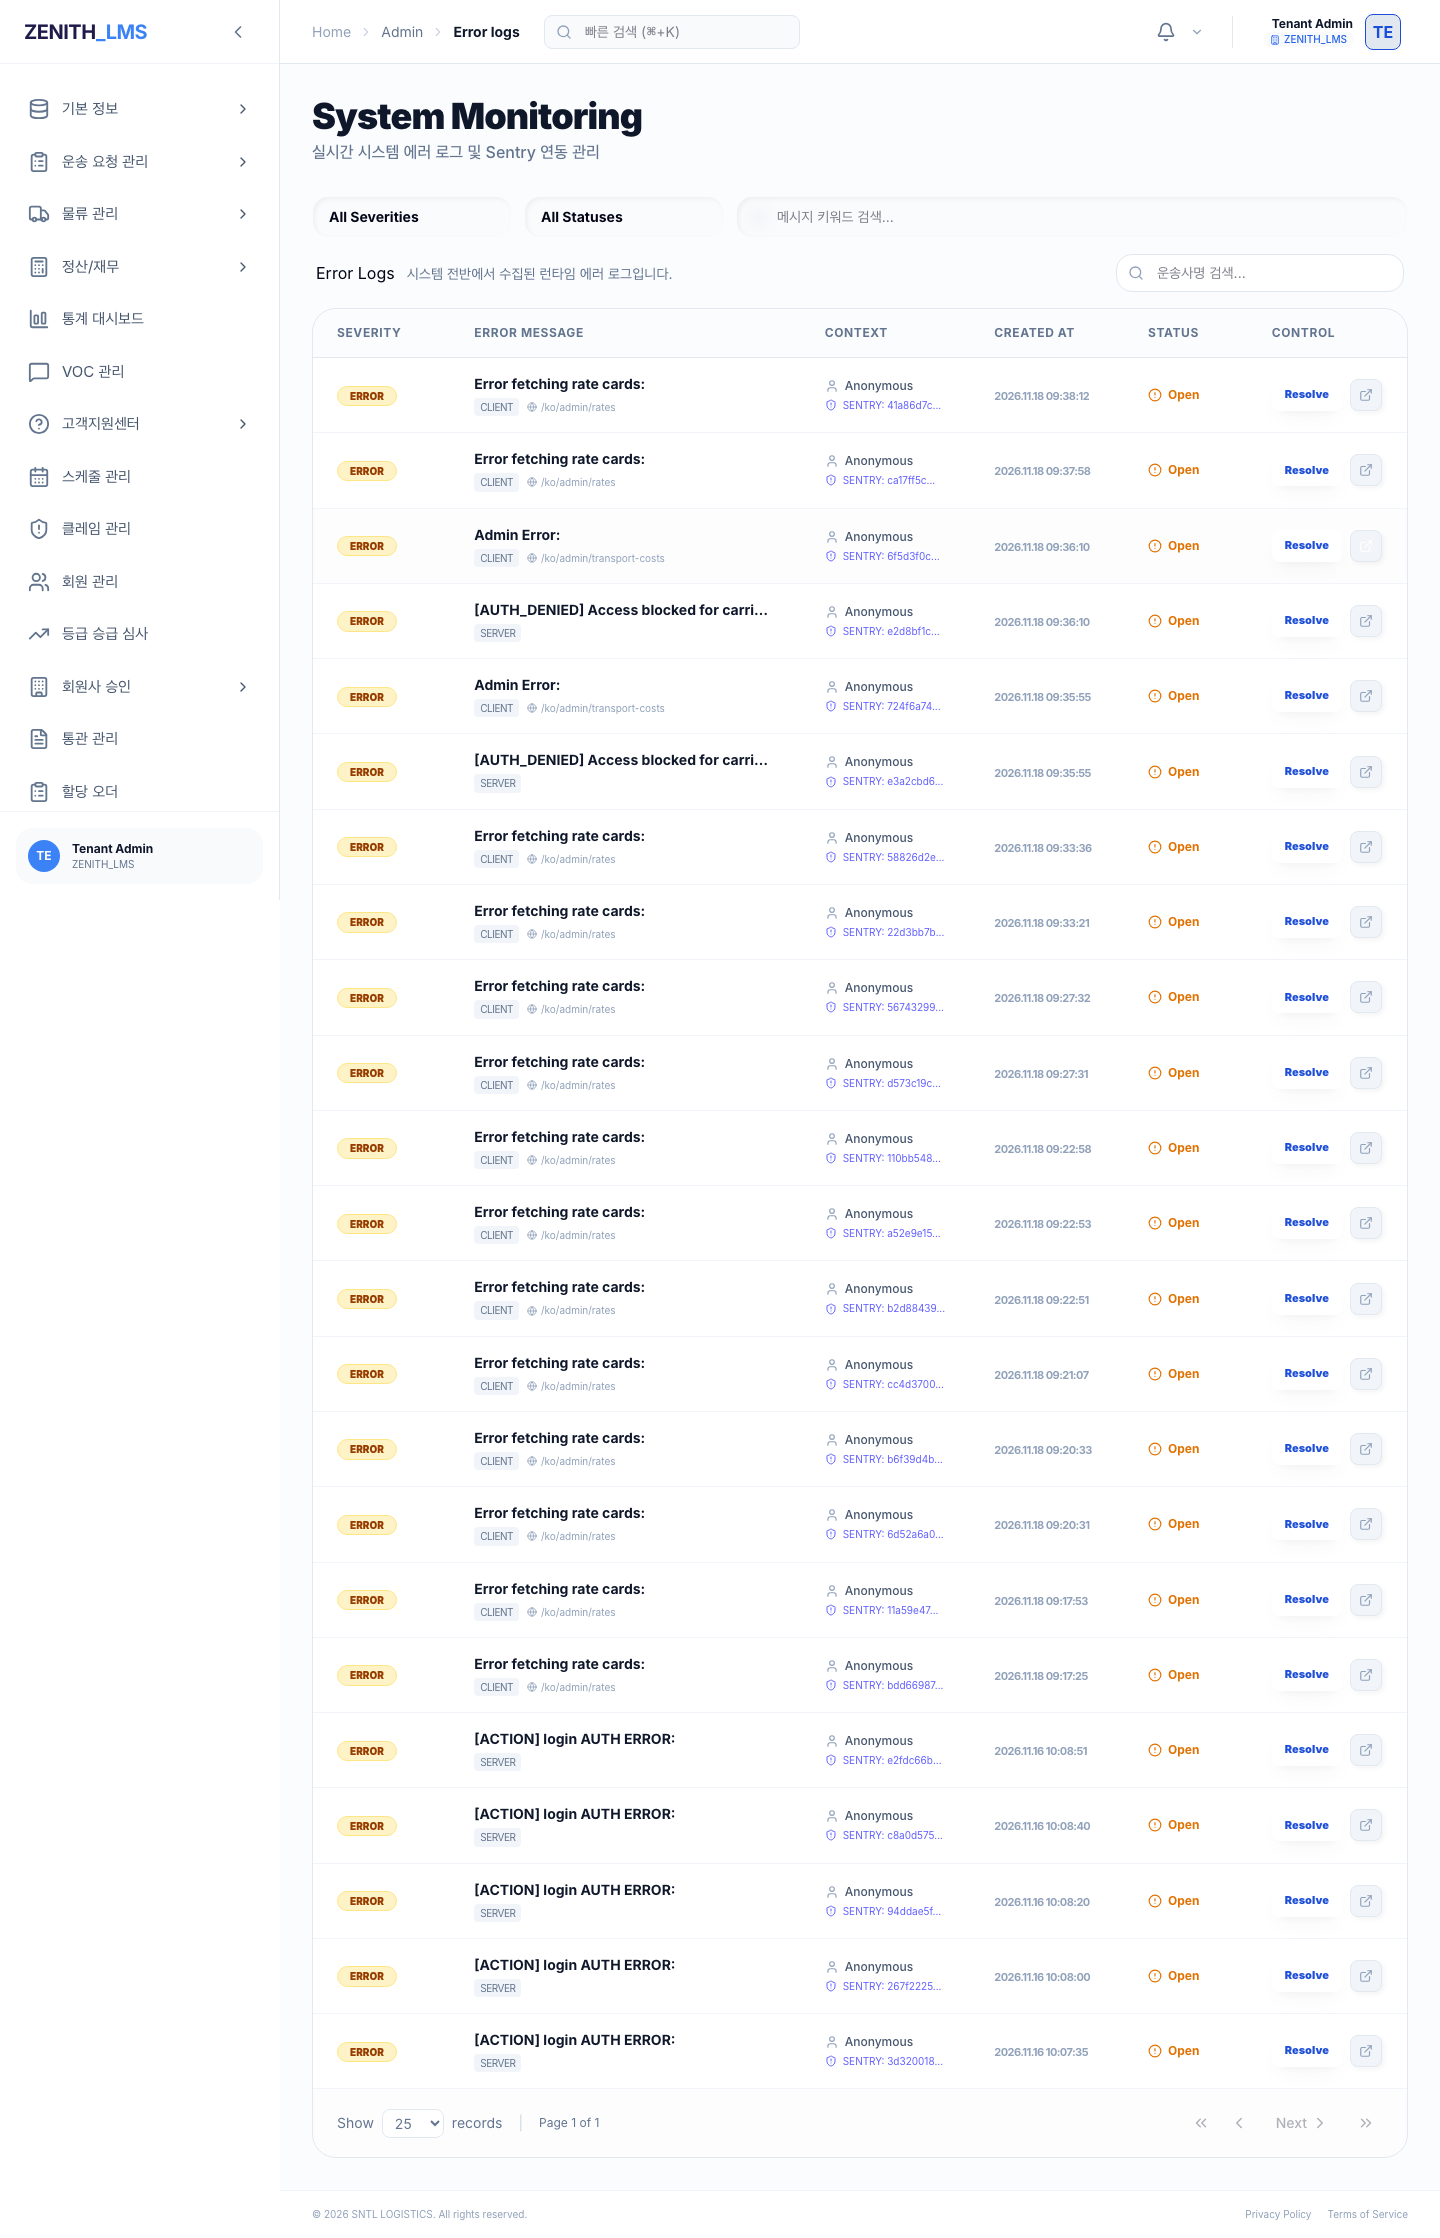 ZENITH_LMS
기본 정보
운송 요청 관리
물류 관리
정산/재무
통계 대시보드
VOC 관리
고객지원센터
스케줄 관리
클레임 관리
회원 관리
등급 승급 심사
회원사 승인
통관 관리
할당 오더
TE
Tenant Admin
ZENITH_LMS
Home > Admin > Error logs
빠른 검색 (⌘+K)
Tenant Admin
ZENITH_LMS
TE
System Monitoring
실시간 시스템 에러 로그 및 Sentry 연동 관리
All Severities
All Statuses
메시지 키워드 검색...
Error Logs 시스템 전반에서 수집된 런타임 에러 로그입니다.
운송사명 검색...
SEVERITY ERROR MESSAGE CONTEXT CREATED AT STATUS CONTROL
ERROR Error fetching rate cards: Anonymous 2026.11.18 09:38:12 Open Resolve
CLIENT /ko/admin/rates SENTRY: 41a86d7c...
ERROR Error fetching rate cards: Anonymous 2026.11.18 09:37:58 Open Resolve
CLIENT /ko/admin/rates SENTRY: ca17ff5c...
ERROR Admin Error: Anonymous 2026.11.18 09:36:10 Open Resolve
CLIENT /ko/admin/transport-costs SENTRY: 6f5d3f0c...
ERROR [AUTH_DENIED] Access blocked for carri... Anonymous 2026.11.18 09:36:10 Open Resolve
SERVER SENTRY: e2d8bf1c...
ERROR Admin Error: Anonymous 2026.11.18 09:35:55 Open Resolve
CLIENT /ko/admin/transport-costs SENTRY: 724f6a74...
ERROR [AUTH_DENIED] Access blocked for carri... Anonymous 2026.11.18 09:35:55 Open Resolve
SERVER SENTRY: e3a2cbd6...
ERROR Error fetching rate cards: Anonymous 2026.11.18 09:33:36 Open Resolve
CLIENT /ko/admin/rates SENTRY: 58826d2e...
ERROR Error fetching rate cards: Anonymous 2026.11.18 09:33:21 Open Resolve
CLIENT /ko/admin/rates SENTRY: 22d3bb7b...
ERROR Error fetching rate cards: Anonymous 2026.11.18 09:27:32 Open Resolve
CLIENT /ko/admin/rates SENTRY: 56743299...
ERROR Error fetching rate cards: Anonymous 2026.11.18 09:27:31 Open Resolve
CLIENT /ko/admin/rates SENTRY: d573c19c...
ERROR Error fetching rate cards: Anonymous 2026.11.18 09:22:58 Open Resolve
CLIENT /ko/admin/rates SENTRY: 110bb548...
ERROR Error fetching rate cards: Anonymous 2026.11.18 09:22:53 Open Resolve
CLIENT /ko/admin/rates SENTRY: a52e9e15...
ERROR Error fetching rate cards: Anonymous 2026.11.18 09:22:51 Open Resolve
CLIENT /ko/admin/rates SENTRY: b2d88439...
ERROR Error fetching rate cards: Anonymous 2026.11.18 09:21:07 Open Resolve
CLIENT /ko/admin/rates SENTRY: cc4d3700...
ERROR Error fetching rate cards: Anonymous 2026.11.18 09:20:33 Open Resolve
CLIENT /ko/admin/rates SENTRY: b6f39d4b...
ERROR Error fetching rate cards: Anonymous 2026.11.18 09:20:31 Open Resolve
CLIENT /ko/admin/rates SENTRY: 6d52a6a0...
ERROR Error fetching rate cards: Anonymous 2026.11.18 09:17:53 Open Resolve
CLIENT /ko/admin/rates SENTRY: 11a59e47...
ERROR Error fetching rate cards: Anonymous 2026.11.18 09:17:25 Open Resolve
CLIENT /ko/admin/rates SENTRY: bdd66987...
ERROR [ACTION] login AUTH ERROR: Anonymous 2026.11.16 10:08:51 Open Resolve
SERVER SENTRY: e2fdc66b...
ERROR [ACTION] login AUTH ERROR: Anonymous 2026.11.16 10:08:40 Open Resolve
SERVER SENTRY: c8a0d575...
ERROR [ACTION] login AUTH ERROR: Anonymous 2026.11.16 10:08:20 Open Resolve
SERVER SENTRY: 94ddae5f...
ERROR [ACTION] login AUTH ERROR: Anonymous 2026.11.16 10:08:00 Open Resolve
SERVER SENTRY: 267f2225...
ERROR [ACTION] login AUTH ERROR: Anonymous 2026.11.16 10:07:35 Open Resolve
SERVER SENTRY: 3d320018...
Show 25 records | Page 1 of 1 Next
© 2026 SNTL LOGISTICS. All rights reserved.
Privacy Policy Terms of Service